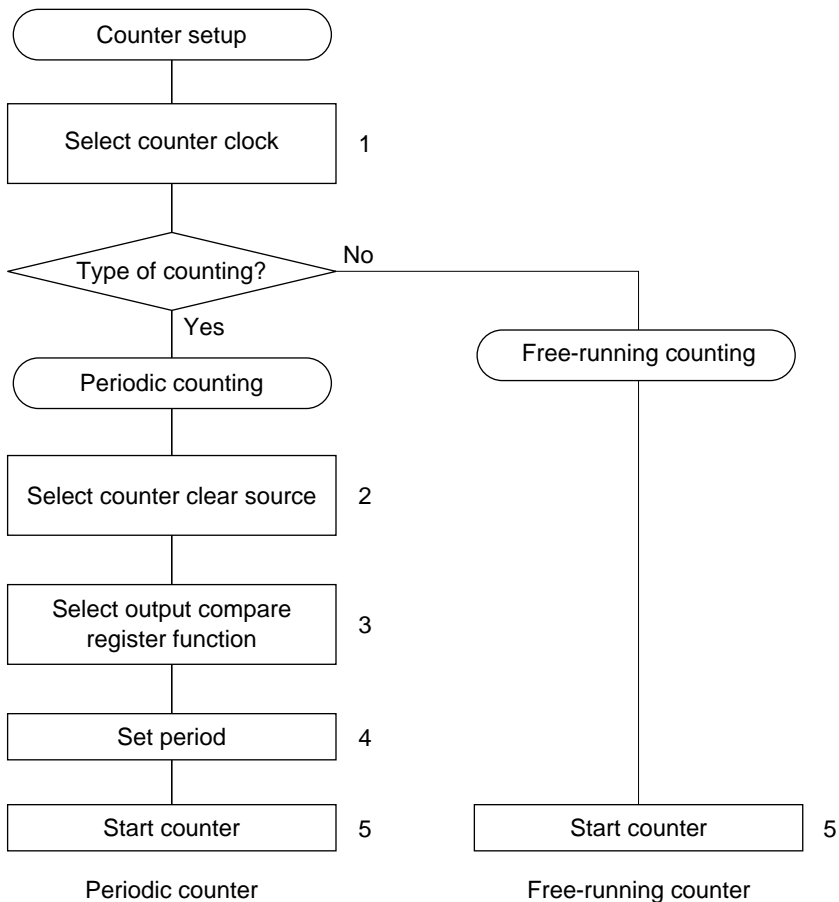 Counter setup
Select counter clock
1
Type of counting?
No
Yes
Periodic counting
Free-running counting
Select counter clear source
2
Select output compare
register function
3
Set period
4
Start counter
5
Start counter
5
Periodic counter
Free-running counter